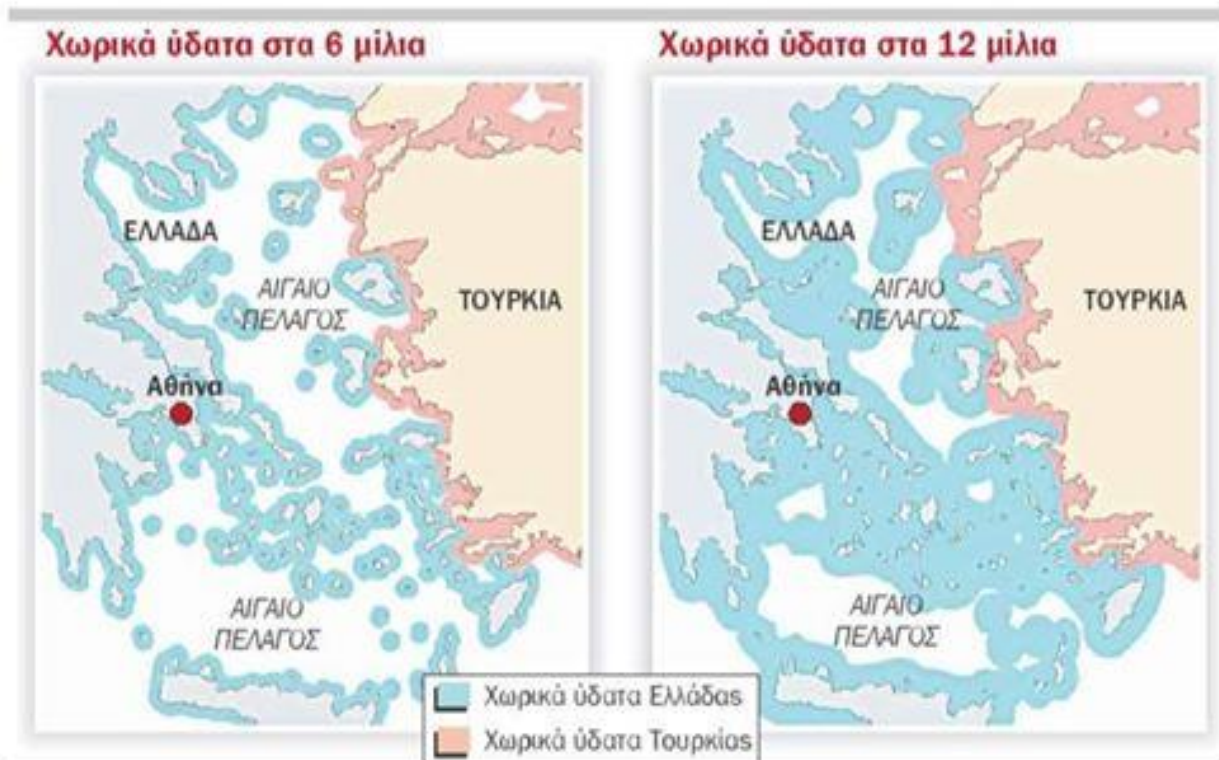 Χωρικά ύδατα στα 6 μίλια
ΕΛΛΑΔΑ
ΑΙΓΑΙΟ
ΠΕΛΑΓΟΣ
ΤΟΥΡΚΙΑ
Αθήνα
ΑΙΓΑΙΟ
ΠΕΛΑΓΟΣ
Χωρικά ύδατα στα 12 μίλια
ΕΛΛΑΔΑ
ΑΙΓΑΙΟ
ΠΕΛΑΓΟΣ
ΤΟΥΡΚΙΑ
Αθήνα
ΑΙΓΑΙΟ
ΠΕΛΑΓΟΣ
Χωρικά ύδατα Ελλάδας
Χωρικά ύδατα Τουρκίας